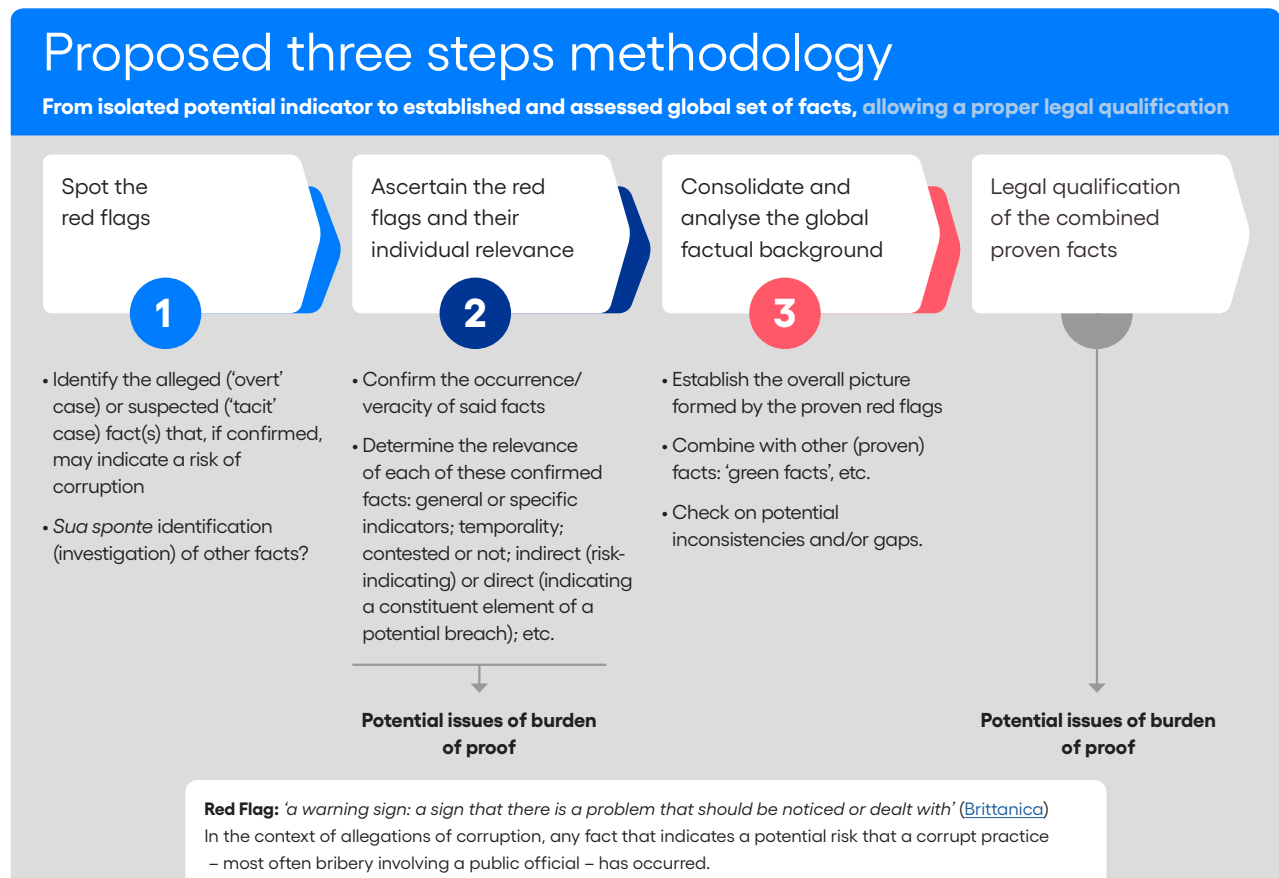 Proposed three steps methodology
From isolated potential indicator to established and assessed global set of facts, allowing a proper legal qualification
Spot the
red flags
1
• Identify the alleged (‘overt’
case) or suspected (‘tacit’
case) fact(s) that, if confirmed,
may indicate a risk of
corruption
• Sua sponte identification
(investigation) of other facts?
Ascertain the red
flags and their
individual relevance
2
• Confirm the occurrence/
veracity of said facts
• Determine the relevance
of each of these confirmed
facts: general or specific
indicators; temporality;
contested or not; indirect (risk-
indicating) or direct (indicating
a constituent element of a
potential breach); etc.
Potential issues of burden
of proof
Consolidate and
analyse the global
factual background
3
• Establish the overall picture
formed by the proven red flags
• Combine with other (proven)
facts: ‘green facts’, etc.
• Check on potential
inconsistencies and/or gaps.
Legal qualification
of the combined
proven facts
Potential issues of burden
of proof
Red Flag: ‘a warning sign: a sign that there is a problem that should be noticed or dealt with’ (Brittanica)
In the context of allegations of corruption, any fact that indicates a potential risk that a corrupt practice
– most often bribery involving a public official – has occurred.